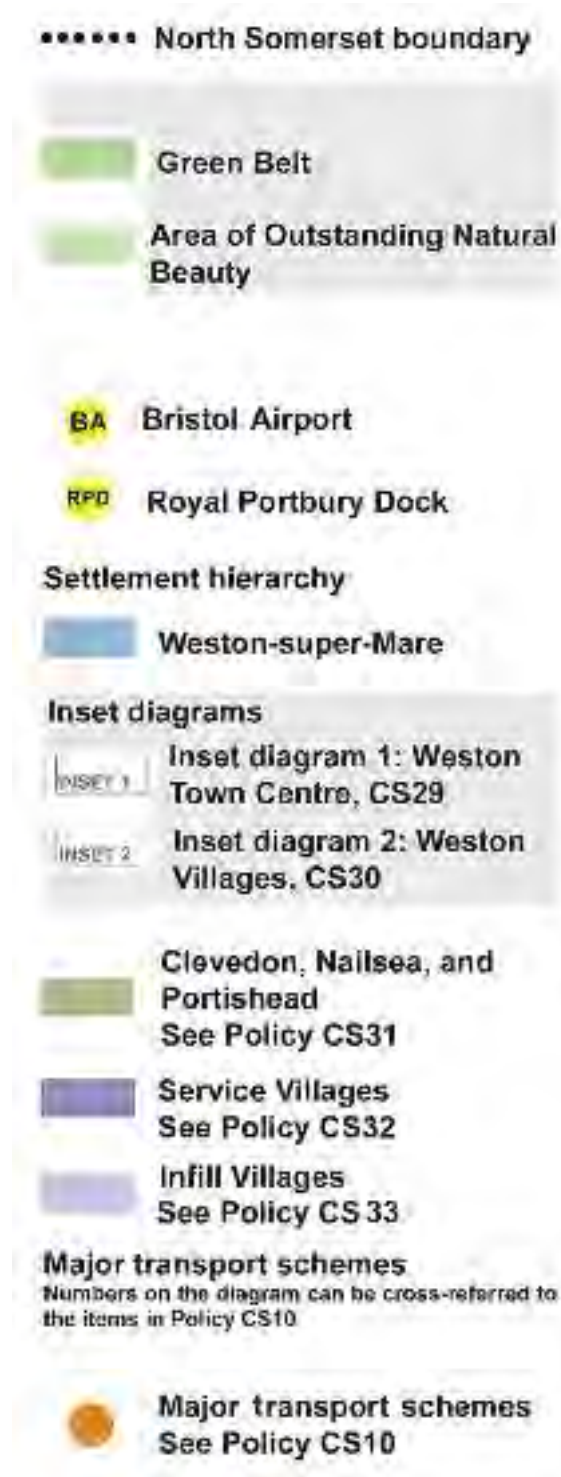 North Somerset boundary
Green Belt
Area of Outstanding Natural
Beauty
BA Bristol Airport
RPD Royal Portbury Dock
Settlement hierarchy
Weston-super-Mare
Inset diagrams
INSET 1 Inset diagram 1: Weston
Town Centre, CS29
INSET 2 Inset diagram 2: Weston
Villages, CS30
Clevedon, Nailsea, and
Portishead
See Policy CS31
Service Villages
See Policy CS32
Infill Villages
See Policy CS 33
Major transport schemes
Numbers on the diagram can be cross-referred to
the items in Policy CS10
Major transport schemes
See Policy CS10